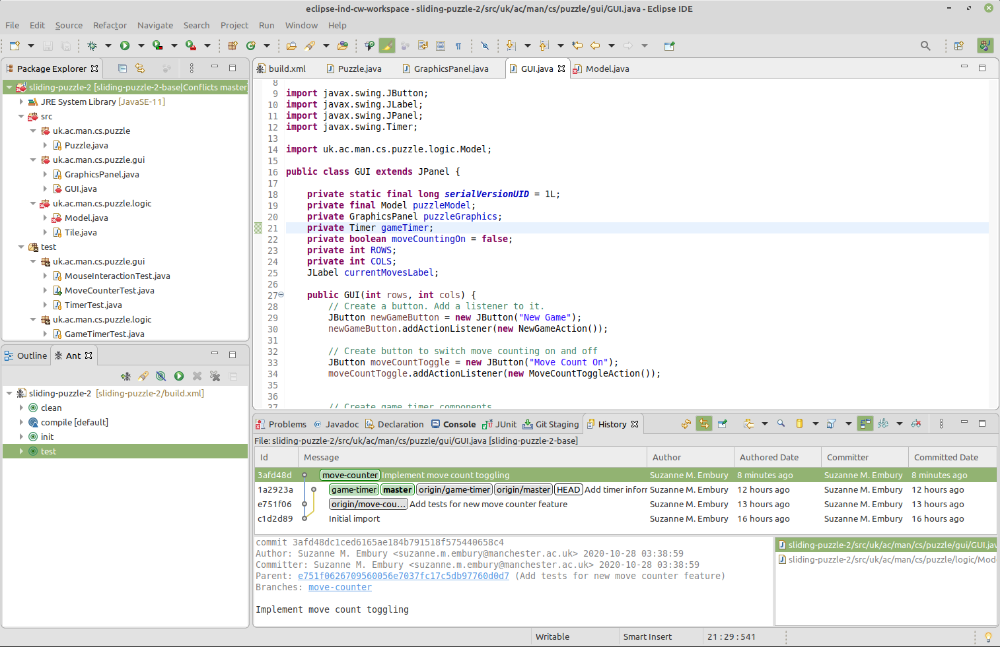 eclipse-ind-cw-workspace - sliding-puzzle-2/src/uk/ac/man/cs/puzzle/gui/GUI.java - Eclipse IDE
File Edit Source Refactor Navigate Search Project Run Window Help
Package Explorer
sliding-puzzle-2 [sliding-puzzle-2-base|Conflicts master]
JRE System Library [JavaSE-11]
src
uk.ac.man.cs.puzzle
Puzzle.java
uk.ac.man.cs.puzzle.gui
GraphicsPanel.java
GUI.java
uk.ac.man.cs.puzzle.logic
Model.java
Tile.java
test
uk.ac.man.cs.puzzle.gui
MouseInteractionTest.java
MoveCounterTest.java
TimerTest.java
uk.ac.man.cs.puzzle.logic
GameTimerTest.java
Outline Ant
sliding-puzzle-2 [sliding-puzzle-2/build.xml]
clean
compile [default]
init
test
build.xml Puzzle.java GraphicsPanel.java GUI.java Model.java
8
9 import javax.swing.JButton;
10 import javax.swing.JLabel;
11 import javax.swing.JPanel;
12 import javax.swing.Timer;
13
14 import uk.ac.man.cs.puzzle.logic.Model;
15
16 public class GUI extends JPanel {
17
18 private static final long serialVersionUID = 1L;
19 private final Model puzzleModel;
20 private GraphicsPanel puzzleGraphics;
21 private Timer gameTimer;
22 private boolean moveCountingOn = false;
23 private int ROWS;
24 private int COLS;
25 JLabel currentMovesLabel;
26
27 public GUI(int rows, int cols) {
28 // Create a button. Add a listener to it.
29 JButton newGameButton = new JButton("New Game");
30 newGameButton.addActionListener(new NewGameAction());
31
32 // Create button to switch move counting on and off
33 JButton moveCountToggle = new JButton("Move Count On");
34 moveCountToggle.addActionListener(new MoveCountToggleAction());
35
36
37 // Create game timer components
Problems Javadoc Declaration Console JUnit Git Staging History
File: sliding-puzzle-2/src/uk/ac/man/cs/puzzle/gui/GUI.java [sliding-puzzle-2-base]
Id Message Author Authored Date Committer Committed Date
3afd48d move-counter Implement move count toggling Suzanne M. Embury 8 minutes ago Suzanne M. Embury 8 minutes ago
1a2923a game-timer master origin/game-timer origin/master HEAD Add timer inforr Suzanne M. Embury 12 hours ago Suzanne M. Embury 12 hours ago
e751f06 origin/move-cou... Add tests for new move counter feature Suzanne M. Embury 13 hours ago Suzanne M. Embury 13 hours ago
c1d2d89 Initial import Suzanne M. Embury 16 hours ago Suzanne M. Embury 16 hours ago
commit 3afd48dc1ced6165ae184b791518f575440658c4
Author: Suzanne M. Embury <suzanne.m.embury@manchester.ac.uk> 2020-10-28 03:38:59
Committer: Suzanne M. Embury <suzanne.m.embury@manchester.ac.uk> 2020-10-28 03:38:59
Parent: e751f0626709560056e7037fc17c5db97760d0d7 (Add tests for new move counter feature)
Branches: move-counter
Implement move count toggling
sliding-puzzle-2/src/uk/ac/man/cs/puzzle/gui/GUI.jav
sliding-puzzle-2/src/uk/ac/man/cs/puzzle/logic/Mod
Writable Smart Insert 21 : 29 : 541